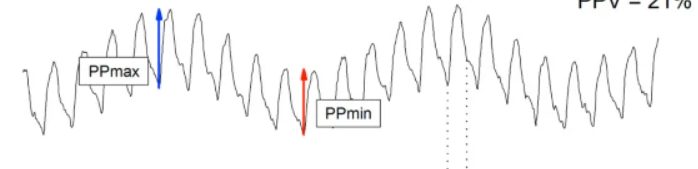 PPV = 21%
PPmax
PPmin